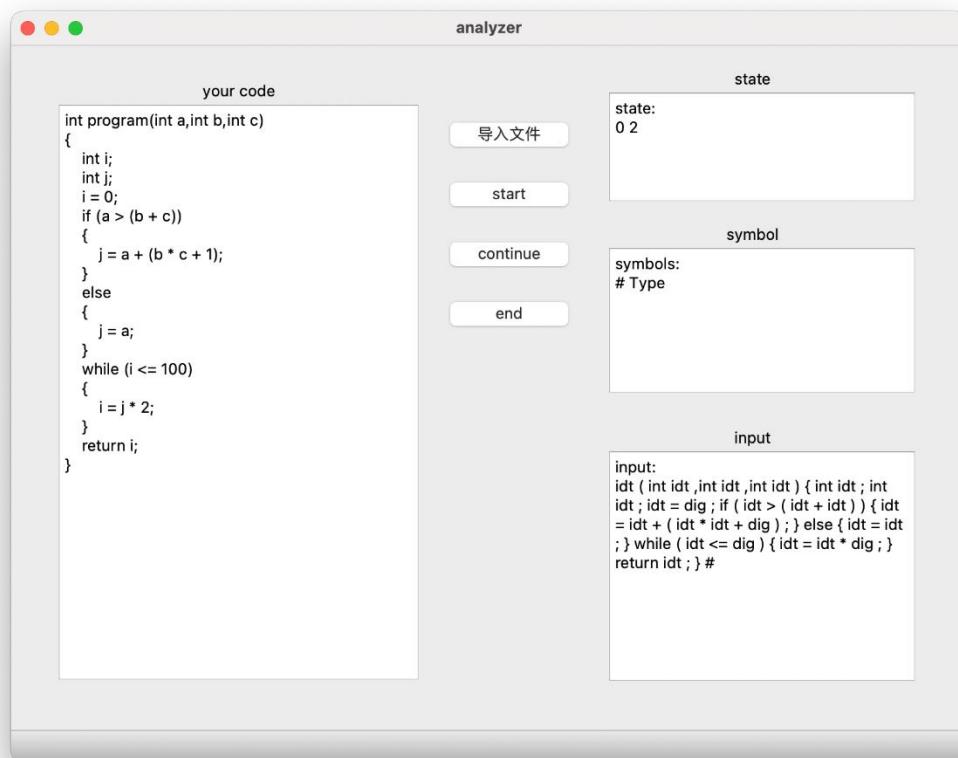 analyzer
your code
int program(int a,int b,int c)
{
int i;
int j;
i = 0;
if (a > (b + c))
{
j = a + (b * c + 1);
}
else
{
j = a;
}
while (i <= 100)
{
i = j * 2;
}
return i;
}
导入文件
start
continue
end
state
state:
0 2
symbol
symbols:
# Type
input
input:
idt ( int idt ,int idt ,int idt ) { int idt ; int
idt ; idt = dig ; if ( idt > ( idt + idt ) ) { idt
= idt + ( idt * idt + dig ) ; } else { idt = idt
; } while ( idt <= dig ) { idt = idt * dig ; }
return idt ; } #